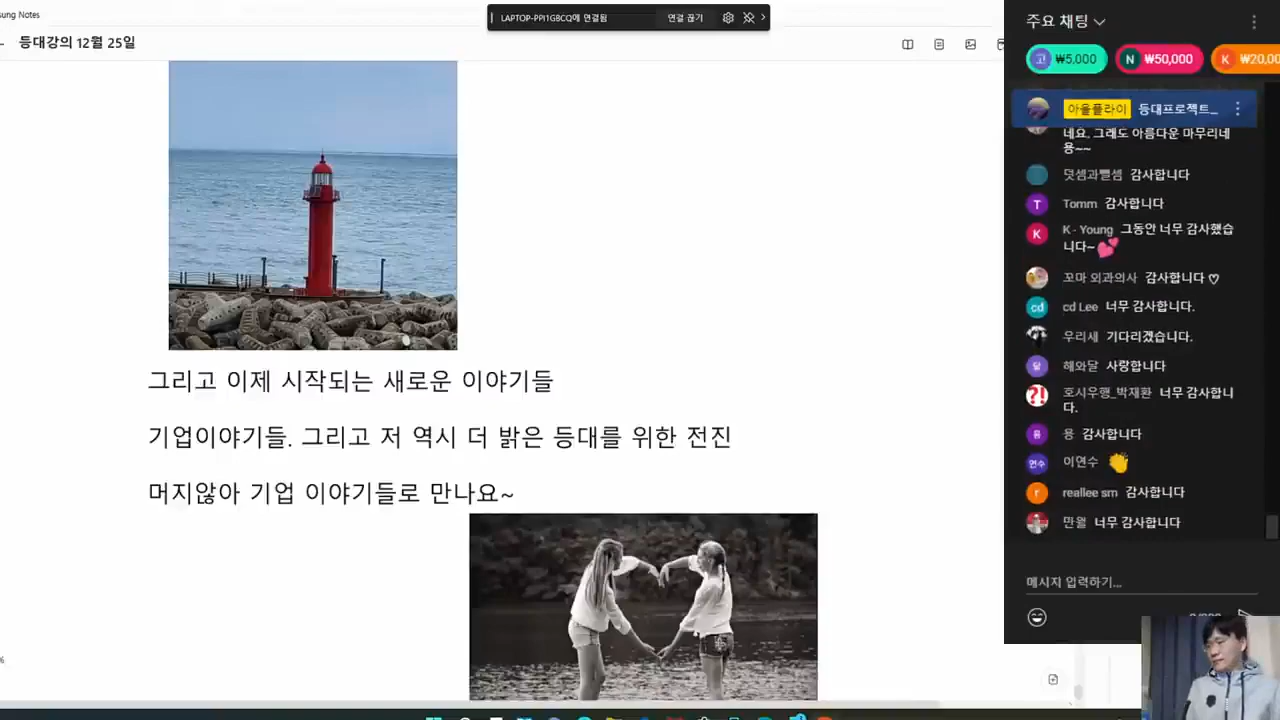 sung Notes
LAPTOP-PPI1GBCQ에 연결됨
연결 끊기
등대강의 12월 25일
그리고 이제 시작되는 새로운 이야기들
기업이야기들. 그리고 저 역시 더 밝은 등대를 위한 전진
머지않아 기업 이야기들로 만나요~
주요 채팅
고 ₩5,000
N ₩50,000
K ₩20,00
아울플라이 등대프로젝트_
네요, 그래도 아름다운 마무리네
용~~
덧셈과뺄셈 감사합니다
T Tomm 감사합니다
K K - Young 그동안 너무 감사했습
니다~
꼬마 외과의사 감사합니다 ♡
cd cd Lee 너무 감사합니다.
우리새 기다리겠습니다.
달 해와달 사랑합니다
?! 호시우행_박재환 너무 감사합니
다.
용 용 감사합니다
연수 이연수
r reallee sm 감사합니다
만월 너무 감사합니다
메시지 입력하기...
%